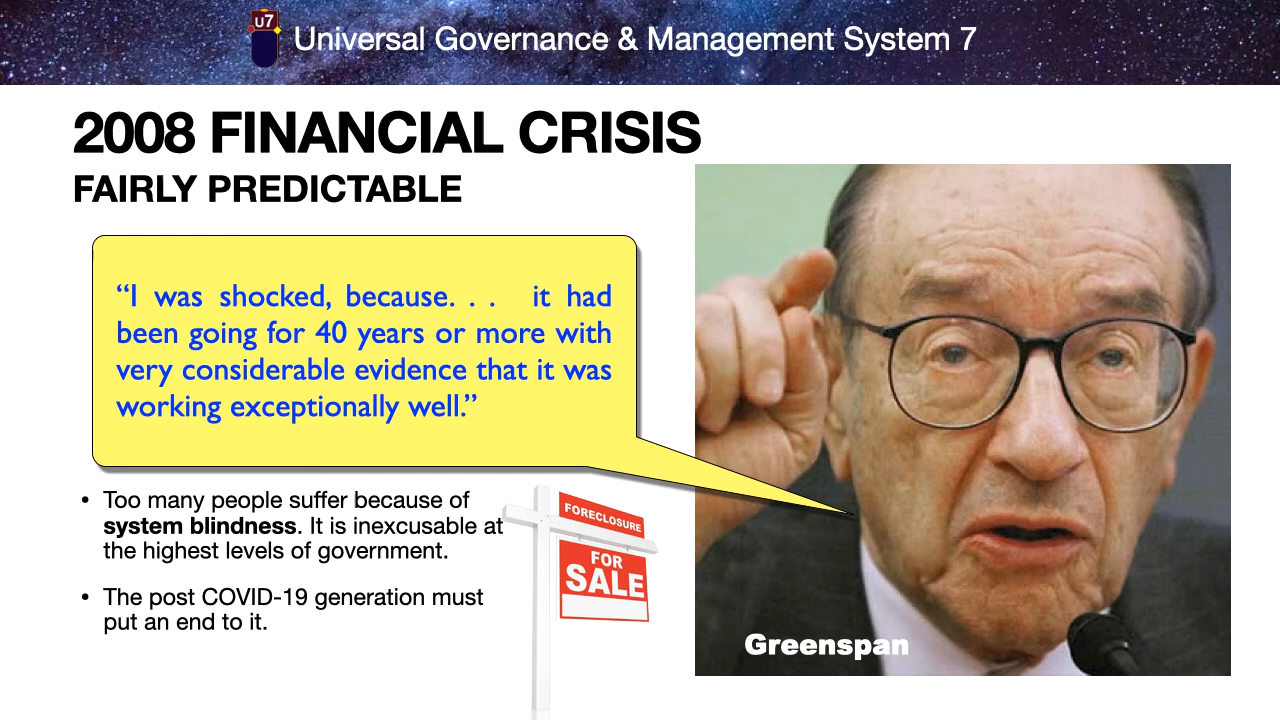 U7
Universal Governance & Management System 7
2008 FINANCIAL CRISIS
FAIRLY PREDICTABLE
“I was shocked, because. . . it had
been going for 40 years or more with
very considerable evidence that it was
working exceptionally well.”
• Too many people suffer because of
system blindness. It is inexcusable at
the highest levels of government.
• The post COVID-19 generation must
put an end to it.
FORECLOSURE
FOR
SALE
Greenspan